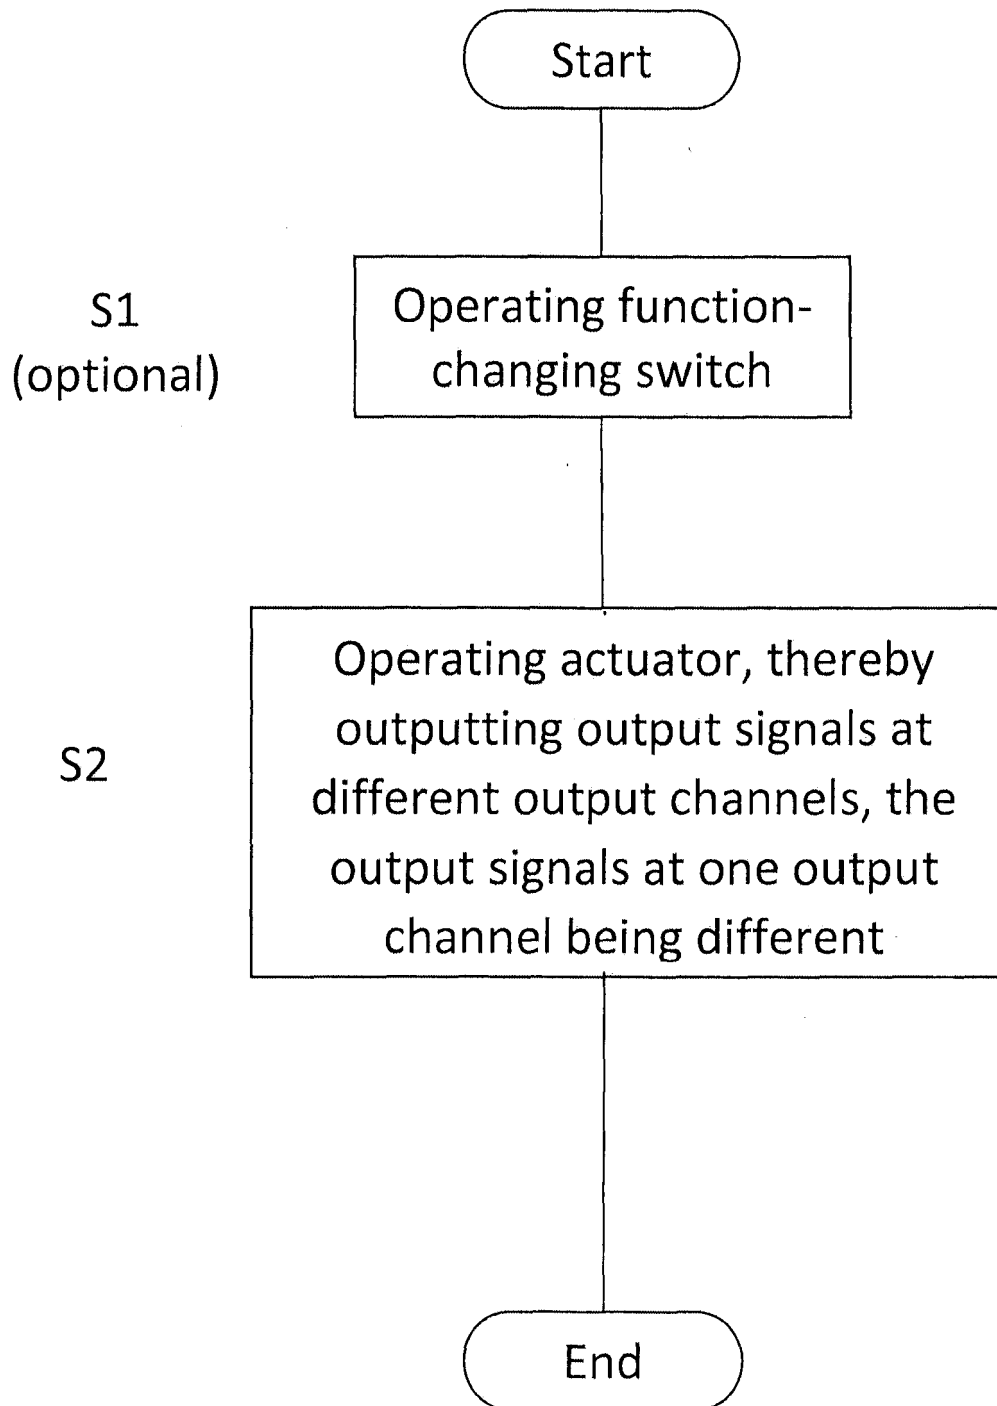 Start
S1
(optional)
Operating function-
changing switch
S2
Operating actuator, thereby
outputting output signals at
different output channels, the
output signals at one output
channel being different
End